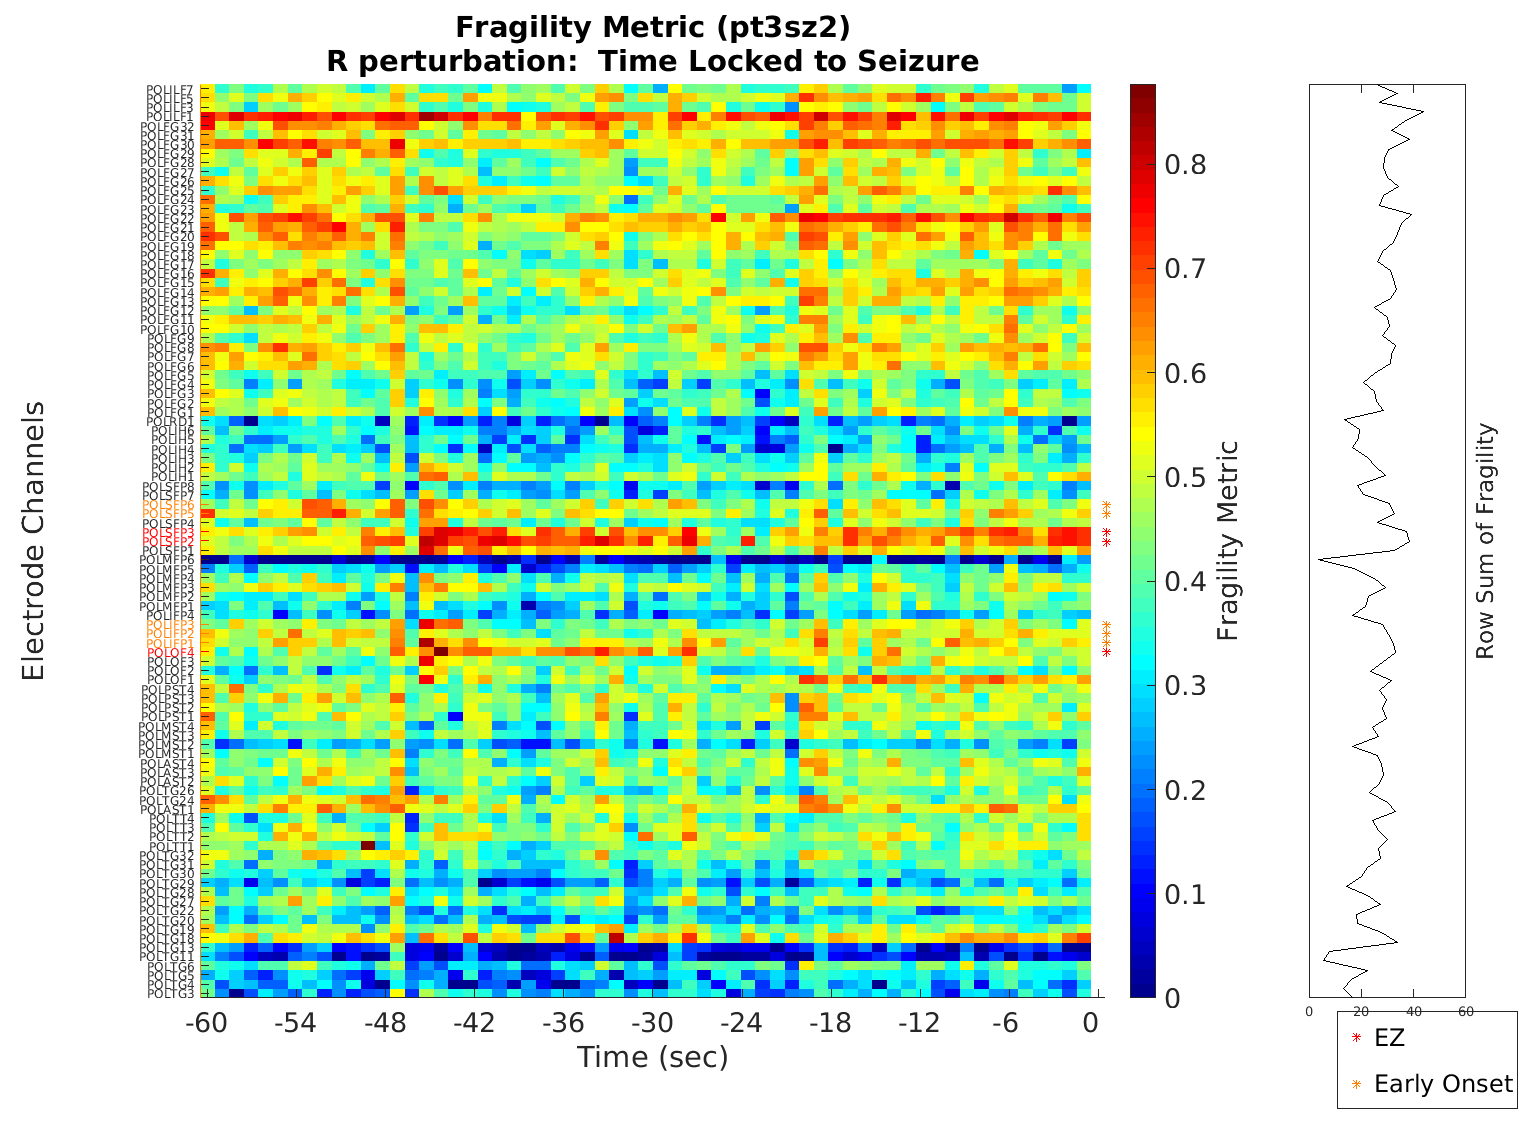 Fragility Metric (pt3sz2)
R perturbation: Time Locked to Seizure
Electrode Channels
POLILF7
POLILF5
POLILF3
POLILF1
POLFG32
POLFG31
POLFG30
POLFG29
POLFG28
POLFG27
POLFG26
POLFG25
POLFG24
POLFG23
POLFG22
POLFG21
POLFG20
POLFG19
POLFG18
POLFG17
POLFG16
POLFG15
POLFG14
POLFG13
POLFG12
POLFG11
POLFG10
POLFG9
POLFG8
POLFG7
POLFG6
POLFG5
POLFG4
POLFG3
POLFG2
POLFG1
POLRD1
POLIH6
POLIH5
POLIH4
POLIH3
POLIH2
POLIH1
POLSFP8
POLSFP7
POLSFP6
POLSFP5
POLSFP4
POLSFP3
POLSFP2
POLSFP1
POLMFP6
POLMFP5
POLMFP4
POLMFP3
POLMFP2
POLMFP1
POLIFP4
POLIFP3
POLIFP2
POLIFP1
POLOF4
POLOF3
POLOF2
POLOF1
POLPST4
POLPST3
POLPST2
POLPST1
POLMST4
POLMST3
POLMST2
POLMST1
POLAST4
POLAST3
POLAST2
POLTG26
POLTG24
POLAST1
POLTT4
POLTT3
POLTT2
POLTT1
POLTG32
POLTG31
POLTG30
POLTG29
POLTG28
POLTG27
POLTG22
POLTG20
POLTG19
POLTG18
POLTG13
POLTG11
POLTG6
POLTG5
POLTG4
POLTG3
-60 -54 -48 -42 -36 -30 -24 -18 -12 -6 0
Time (sec)
0.8
0.7
0.6
0.5
0.4
0.3
0.2
0.1
0
Fragility Metric
0 20 40 60
Row Sum of Fragility
EZ
Early Onset